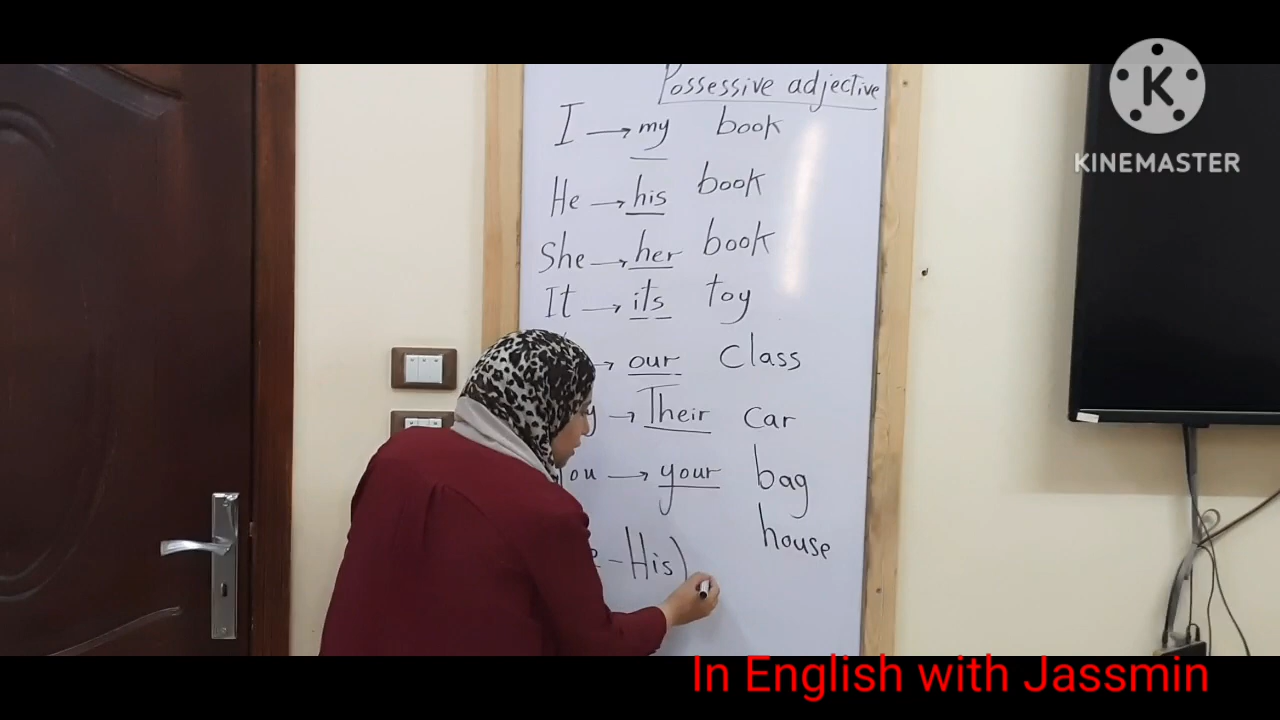 Possessive adjective
I → my book
He → his book
She → her book
It → its toy
→ our class
→ Their car
→ your bag
house
- His)
KINEMASTER
In English with Jassmin